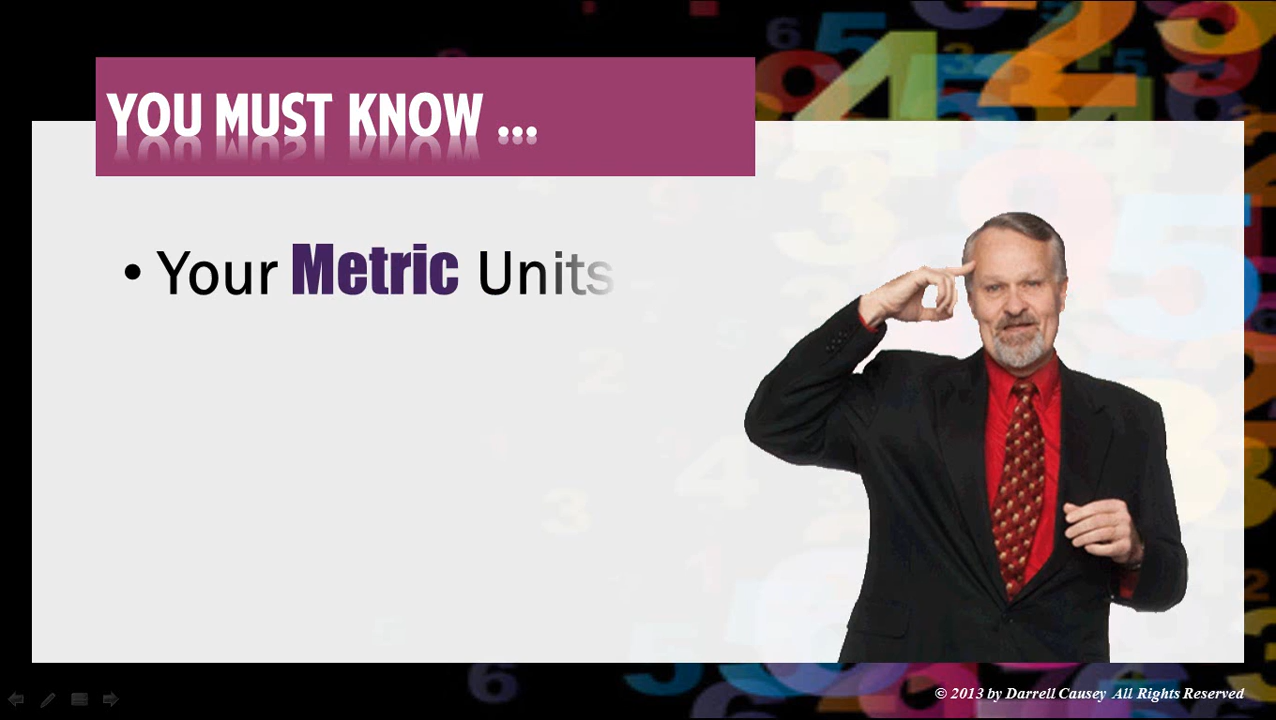 YOU MUST KNOW ...
• Your Metric Units
© 2013 by Darrell Causey All Rights Reserved